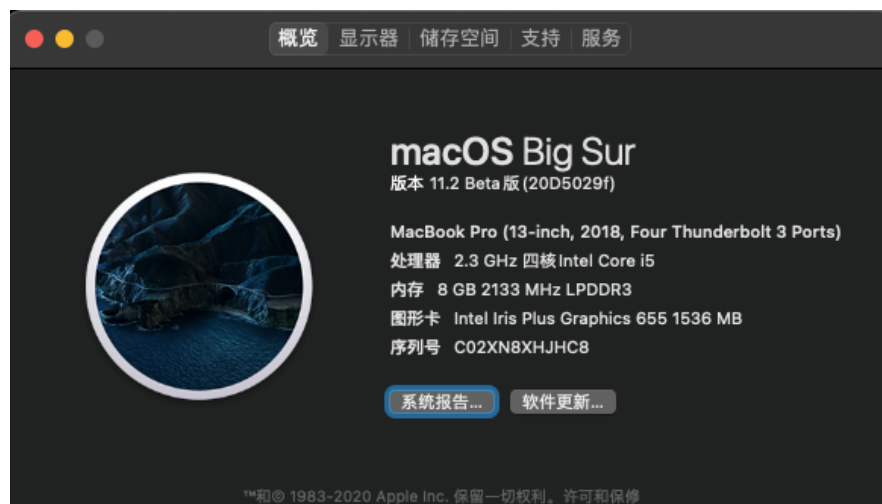 概览 显示器 储存空间 支持 服务
macOS Big Sur
版本 11.2 Beta版 (20D5029f)
MacBook Pro (13-inch, 2018, Four Thunderbolt 3 Ports)
处理器 2.3 GHz 四核Intel Core i5
内存 8 GB 2133 MHz LPDDR3
图形卡 Intel Iris Plus Graphics 655 1536 MB
序列号 C02XN8XHJHC8
系统报告... 软件更新...
™和© 1983-2020 Apple Inc. 保留一切权利。许可和保修